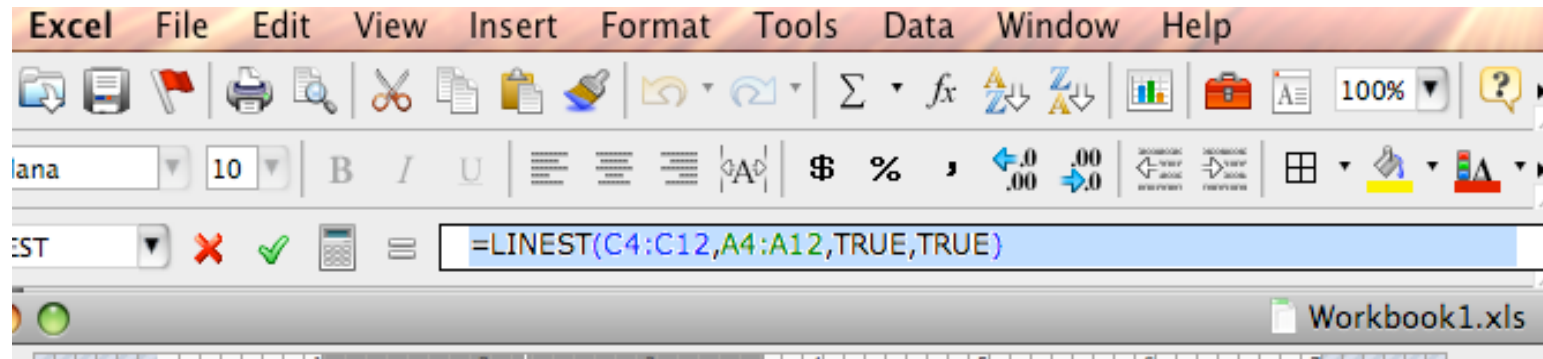 Excel File Edit View Insert Format Tools Data Window Help
Σ fx A Z Z A A 100% ?
10 B I U A $ % , .0 .00 .00 .0 A
=LINEST(C4:C12,A4:A12,TRUE,TRUE)
Workbook1.xls